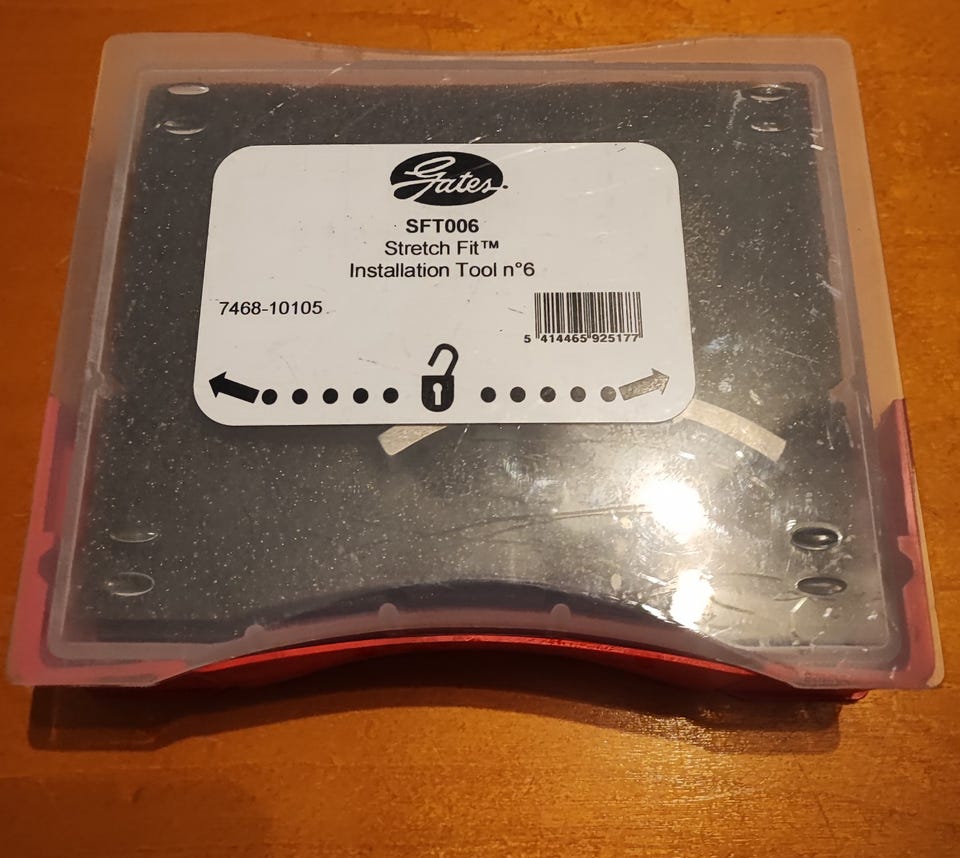 Gates
SFT006
Stretch Fit™
Installation Tool n°6
7468-10105
5 414465 925177